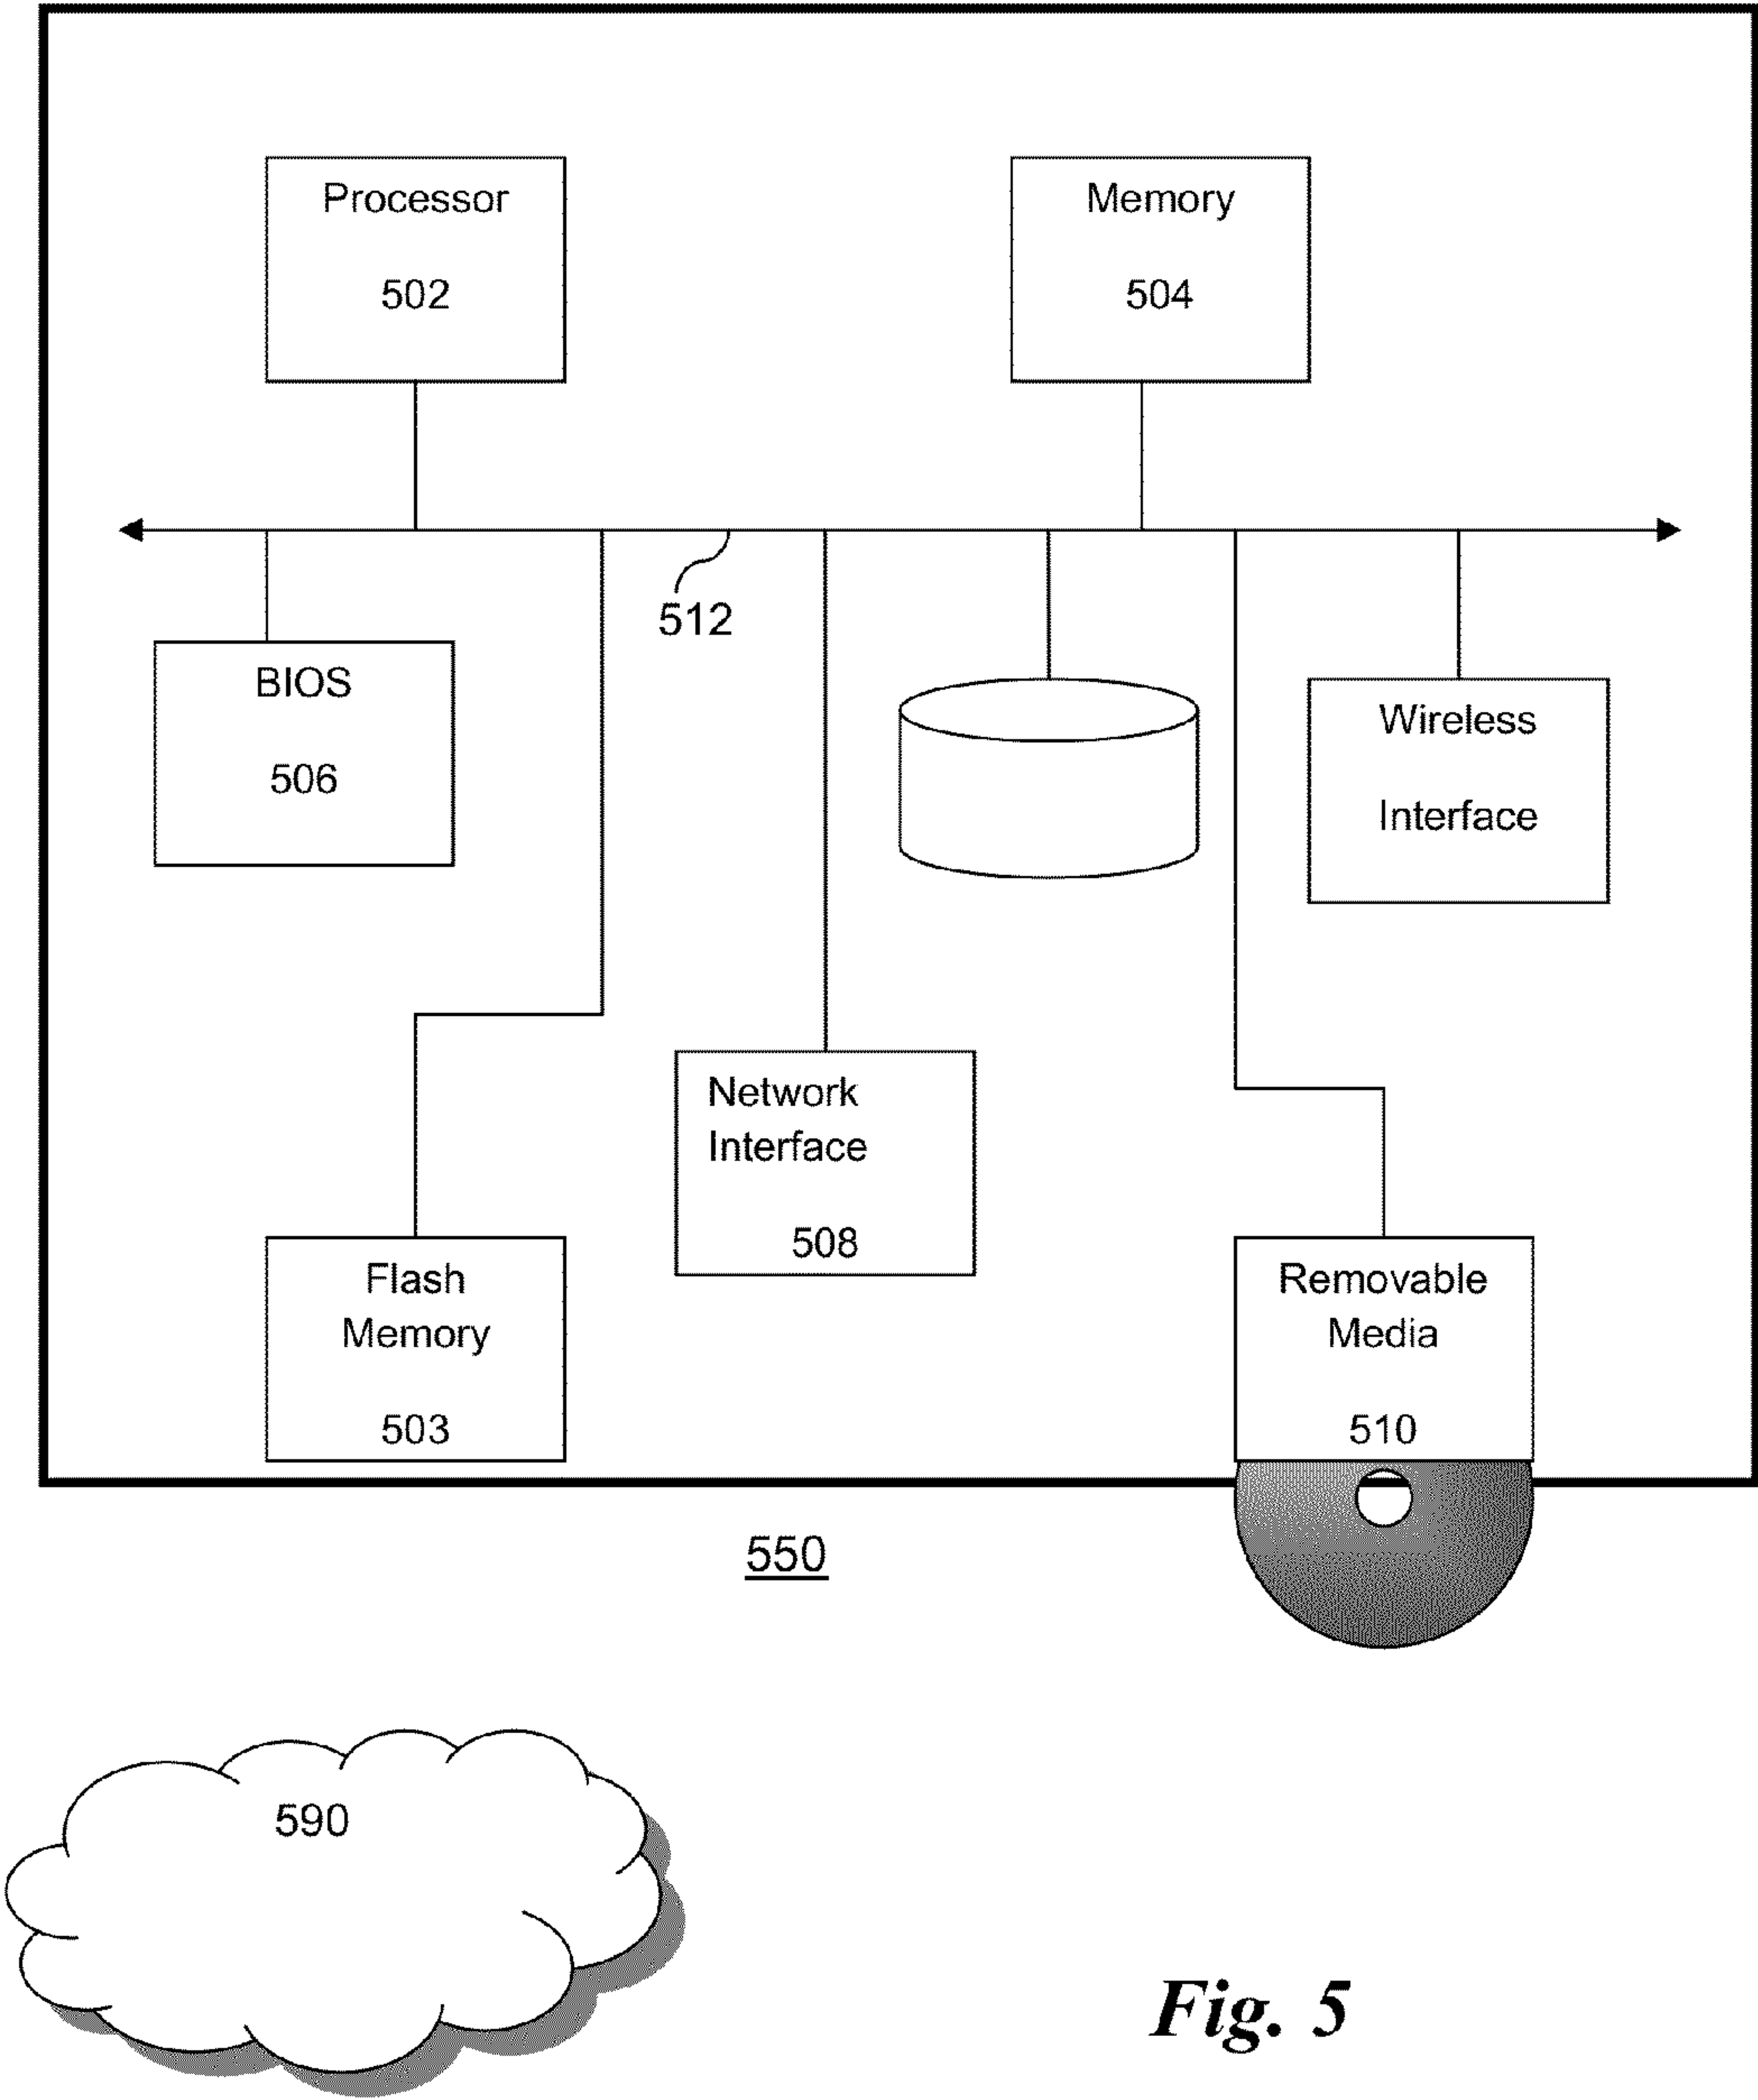 Processor
502
Memory
504
512
BIOS
506
Wireless
Interface
Network
Interface
508
Flash
Memory
503
Removable
Media
510
550
590
Fig. 5